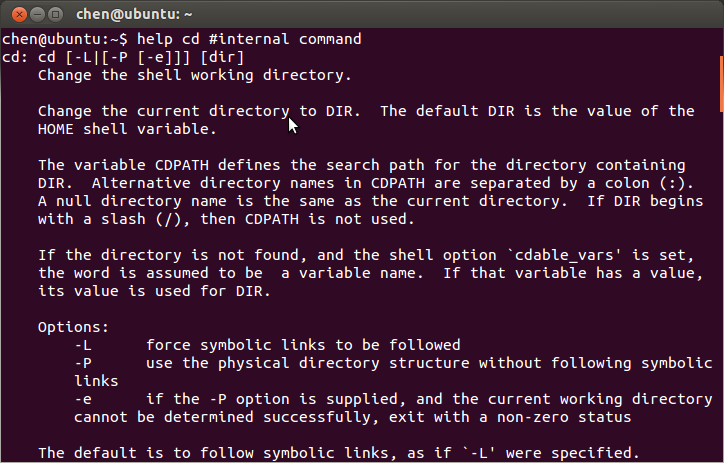 chen@ubuntu: ~
chen@ubuntu:~$ help cd #internal command
cd: cd [-L|[-P [-e]]] [dir]
    Change the shell working directory.

    Change the current directory to DIR.  The default DIR is the value of the
    HOME shell variable.

    The variable CDPATH defines the search path for the directory containing
    DIR.  Alternative directory names in CDPATH are separated by a colon (:).
    A null directory name is the same as the current directory.  If DIR begins
    with a slash (/), then CDPATH is not used.

    If the directory is not found, and the shell option `cdable_vars' is set,
    the word is assumed to be  a variable name.  If that variable has a value,
    its value is used for DIR.

    Options:
        -L      force symbolic links to be followed
        -P      use the physical directory structure without following symbolic
        links
        -e      if the -P option is supplied, and the current working directory
        cannot be determined successfully, exit with a non-zero status

    The default is to follow symbolic links, as if `-L' were specified.